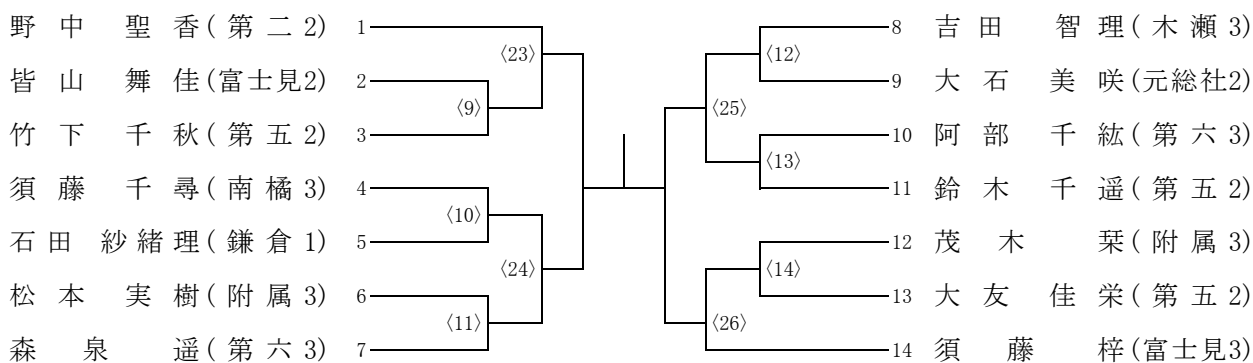 野中 聖香(第二2) 1
皆山 舞佳(富士見2) 2
竹下 千秋(第五2) 3
須藤 千尋(南橘3) 4
石田 紗緒理(鎌倉1) 5
松本 実樹(附属3) 6
森泉 遥(第六3) 7
〈23〉
〈9〉
〈10〉
〈24〉
〈11〉
〈12〉
〈25〉
〈13〉
〈14〉
〈26〉
8 吉田 智理(木瀬3)
9 大石 美咲(元総社2)
10 阿部 千紘(第六3)
11 鈴木 千遥(第五2)
12 茂木 栞(附属3)
13 大友 佳栄(第五2)
14 須藤 梓(富士見3)